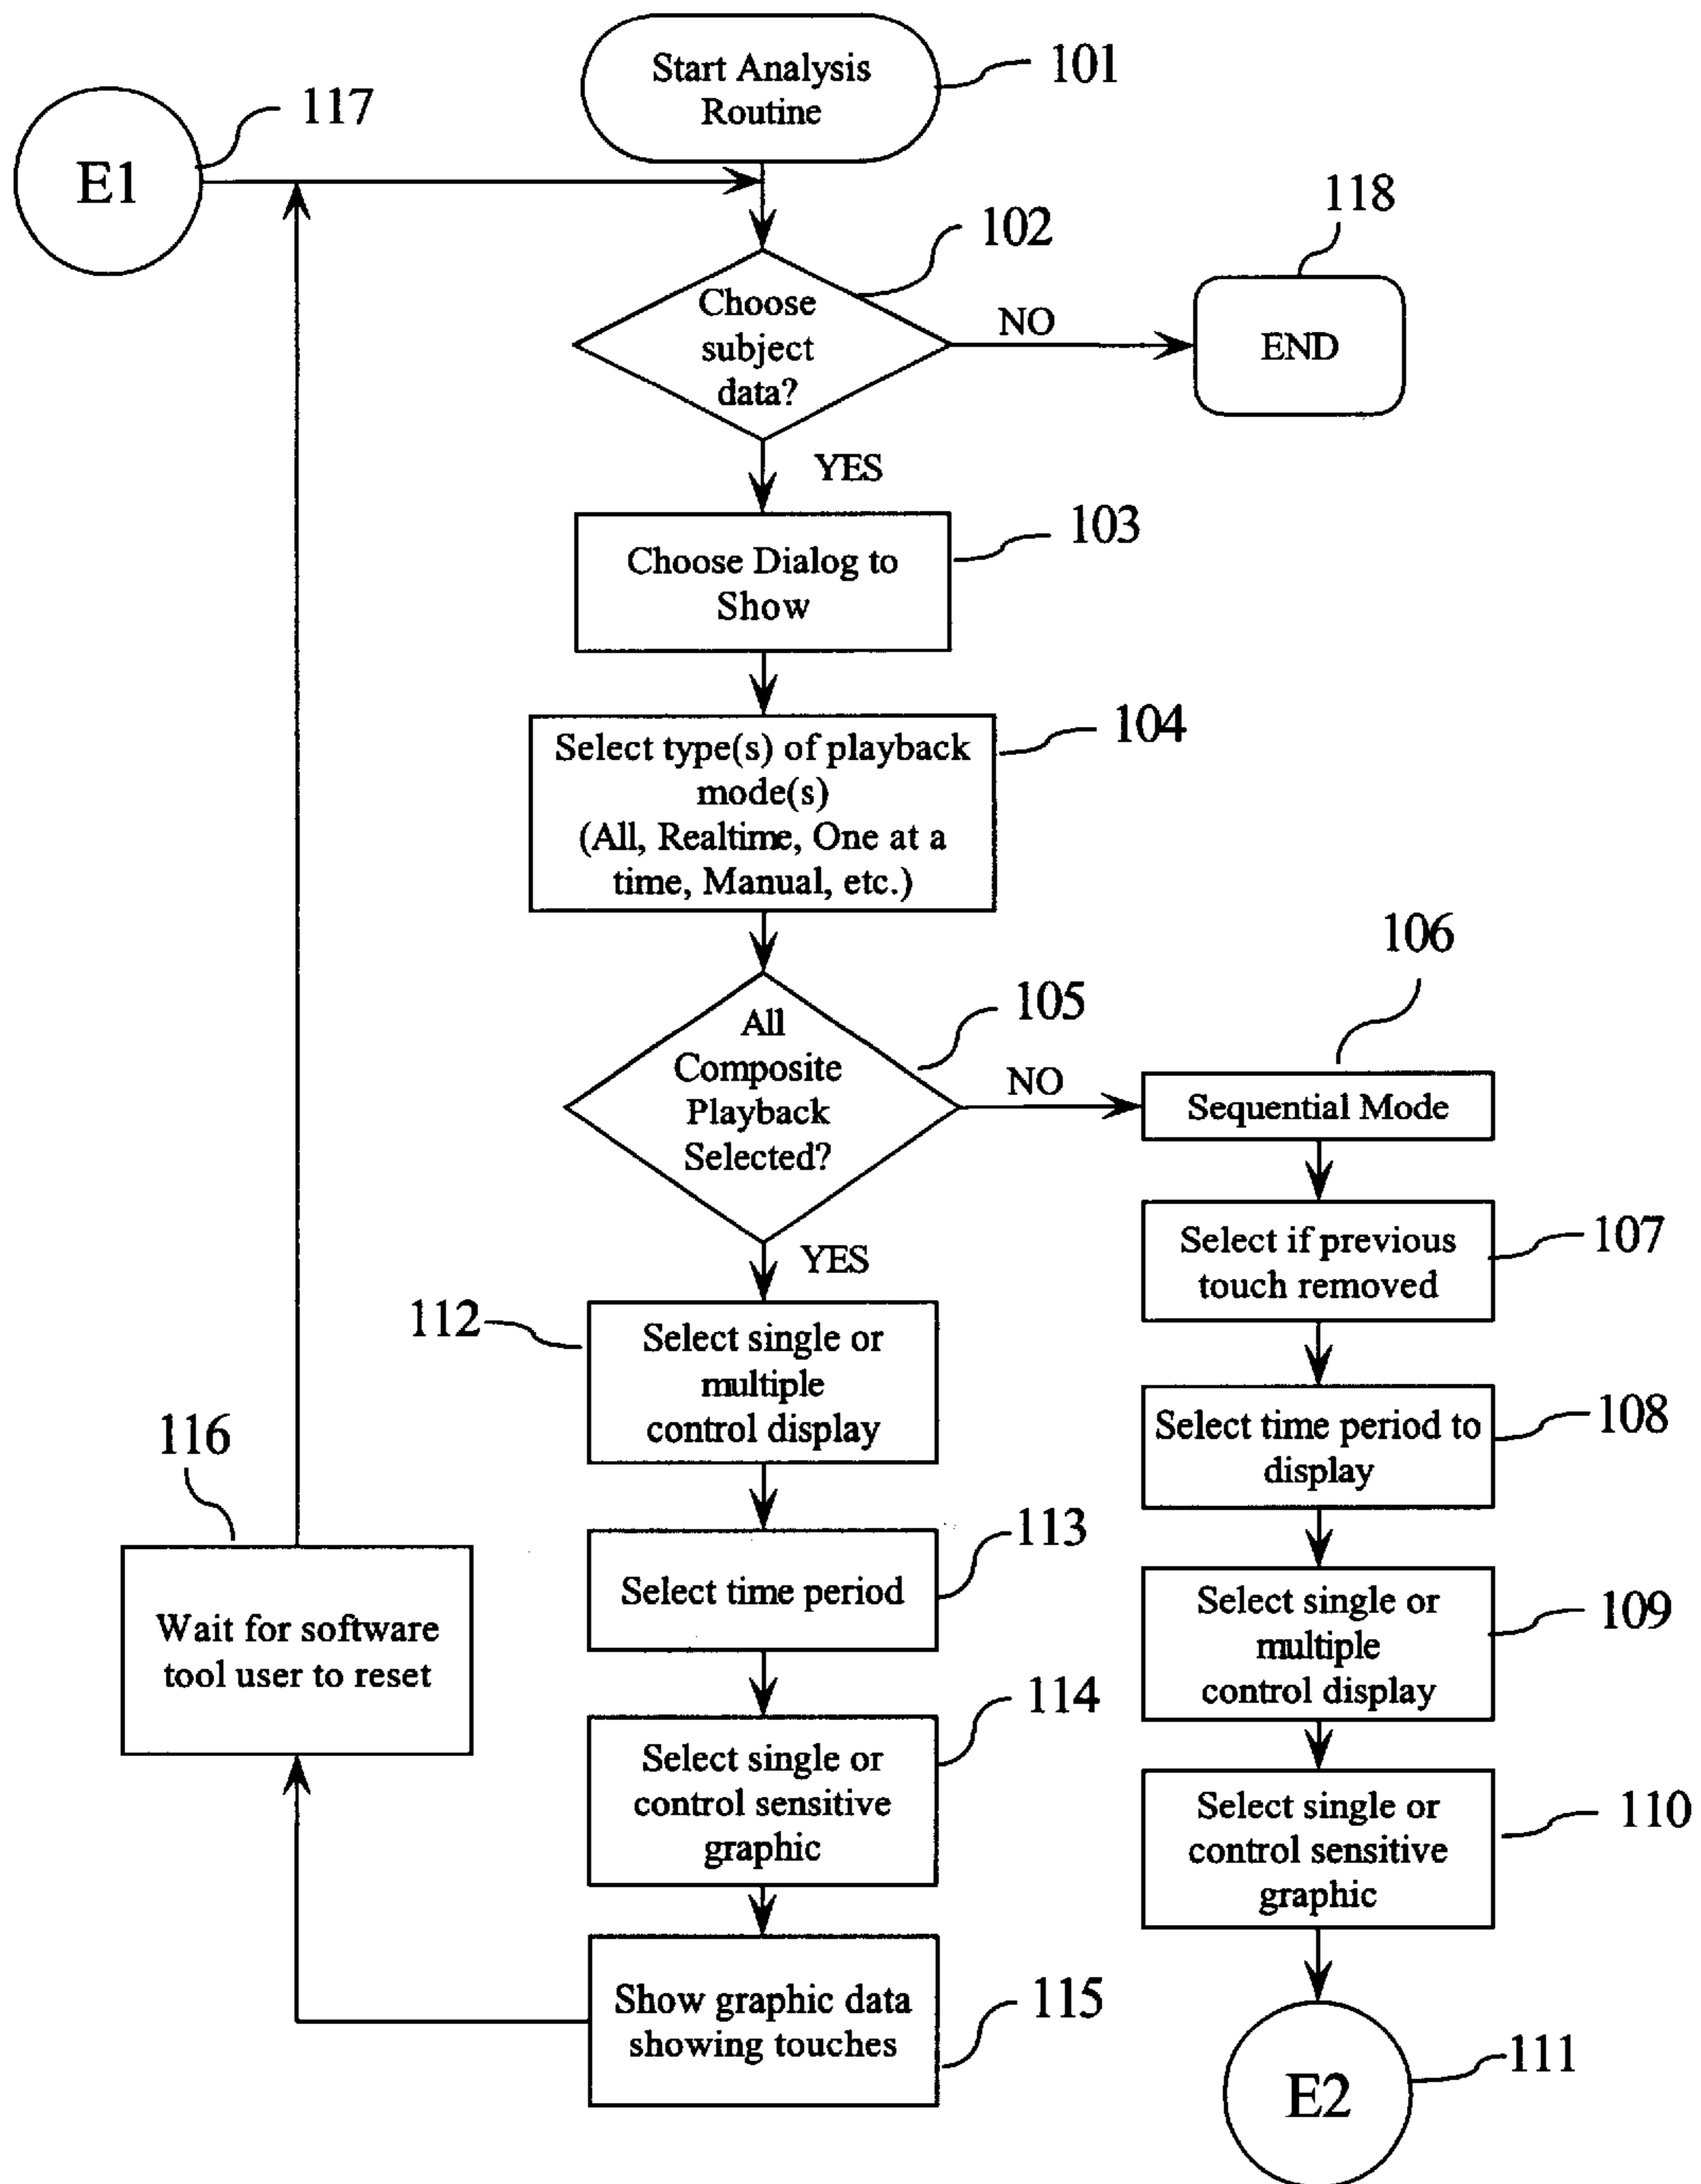 Start Analysis
Routine
101
E1
117
Choose
subject
data?
102
NO
END
118
YES
Choose Dialog to
Show
103
Select type(s) of playback
mode(s)
(All, Realtime, One at a
time, Manual, etc.)
104
All
Composite
Playback
Selected?
105
NO
Sequential Mode
106
Select if previous
touch removed
107
YES
Select single or
multiple
control display
112
Select time period to
display
108
Select time period
113
Select single or
multiple
control display
109
Wait for software
tool user to reset
116
Select single or
control sensitive
graphic
114
Select single or
control sensitive
graphic
110
Show graphic data
showing touches
115
E2
111